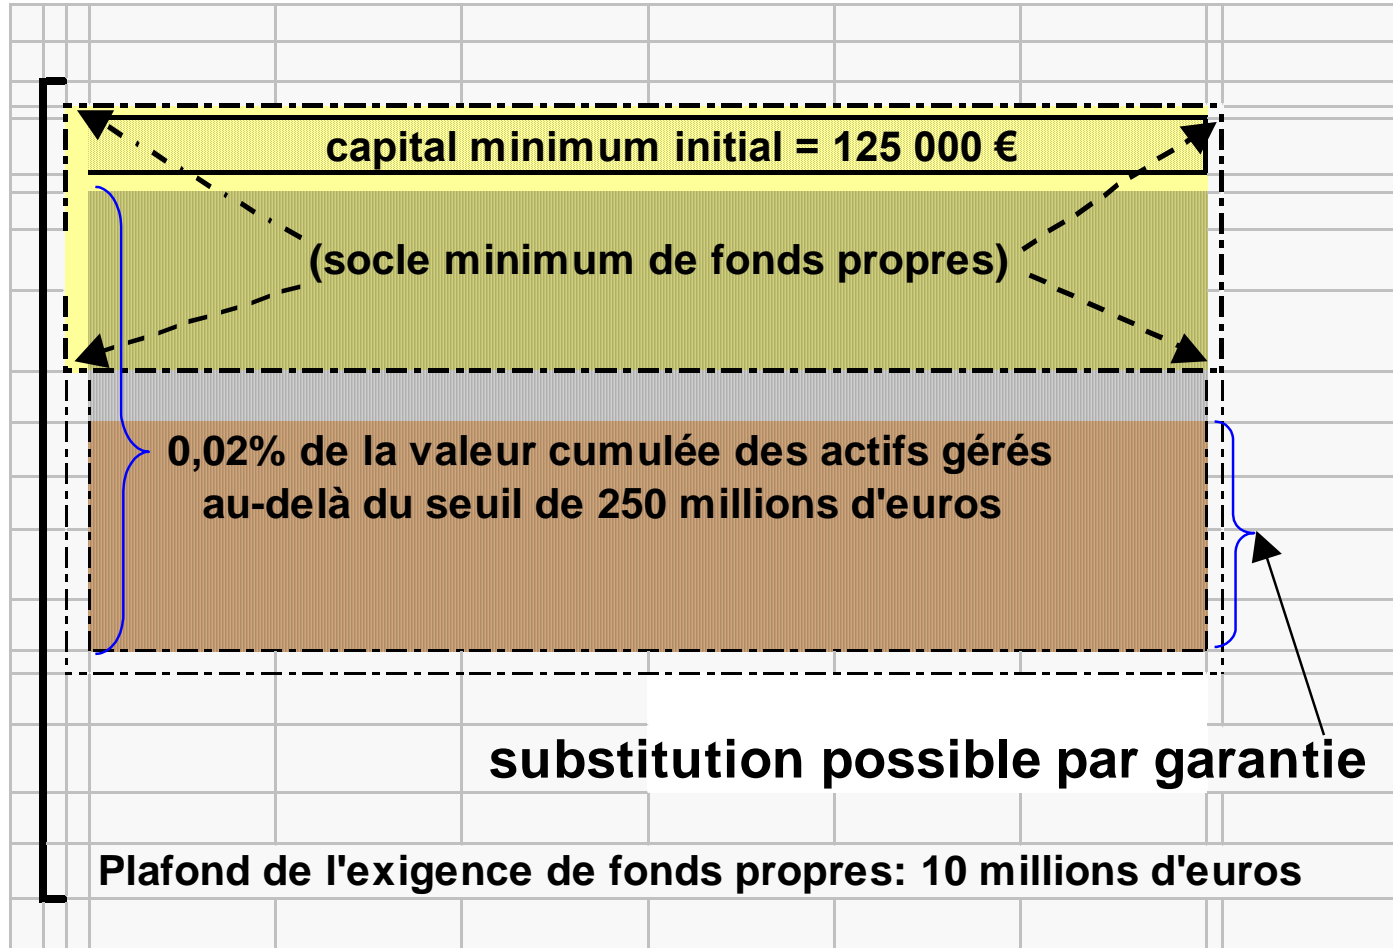 capital minimum initial = 125 000 €
(socle minimum de fonds propres)
0,02% de la valeur cumulée des actifs gérés
au-delà du seuil de 250 millions d'euros
substitution possible par garantie
Plafond de l'exigence de fonds propres: 10 millions d'euros